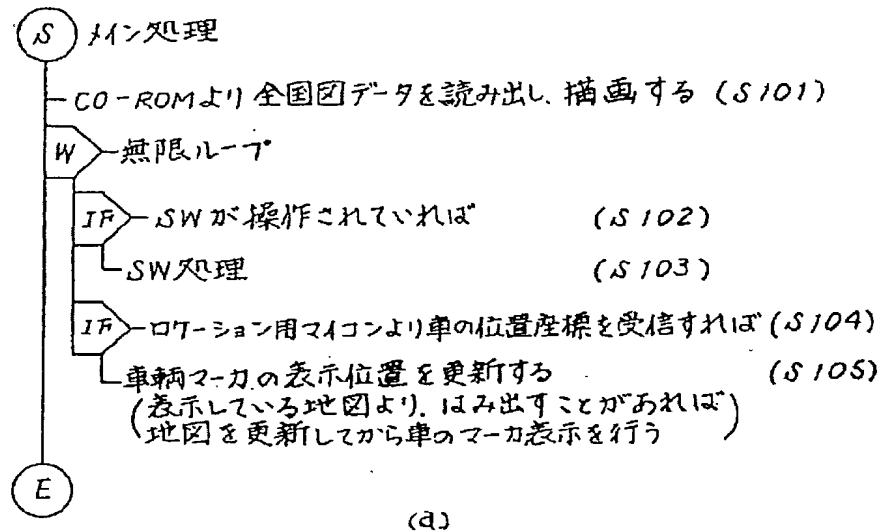 S メイン処理
CD-ROMより全国図データを読み出し、描画する (S101)
W 無限ループ
IF SWが操作されていれば (S102)
SW処理 (S103)
IF ロケーション用マイコンより車の位置座標を受信すれば (S104)
車輌マーカの表示位置を更新する (S105)
(表示している地図より、はみ出すことがあれば
地図を更新してから車のマーカ表示を行う)
E
(d)